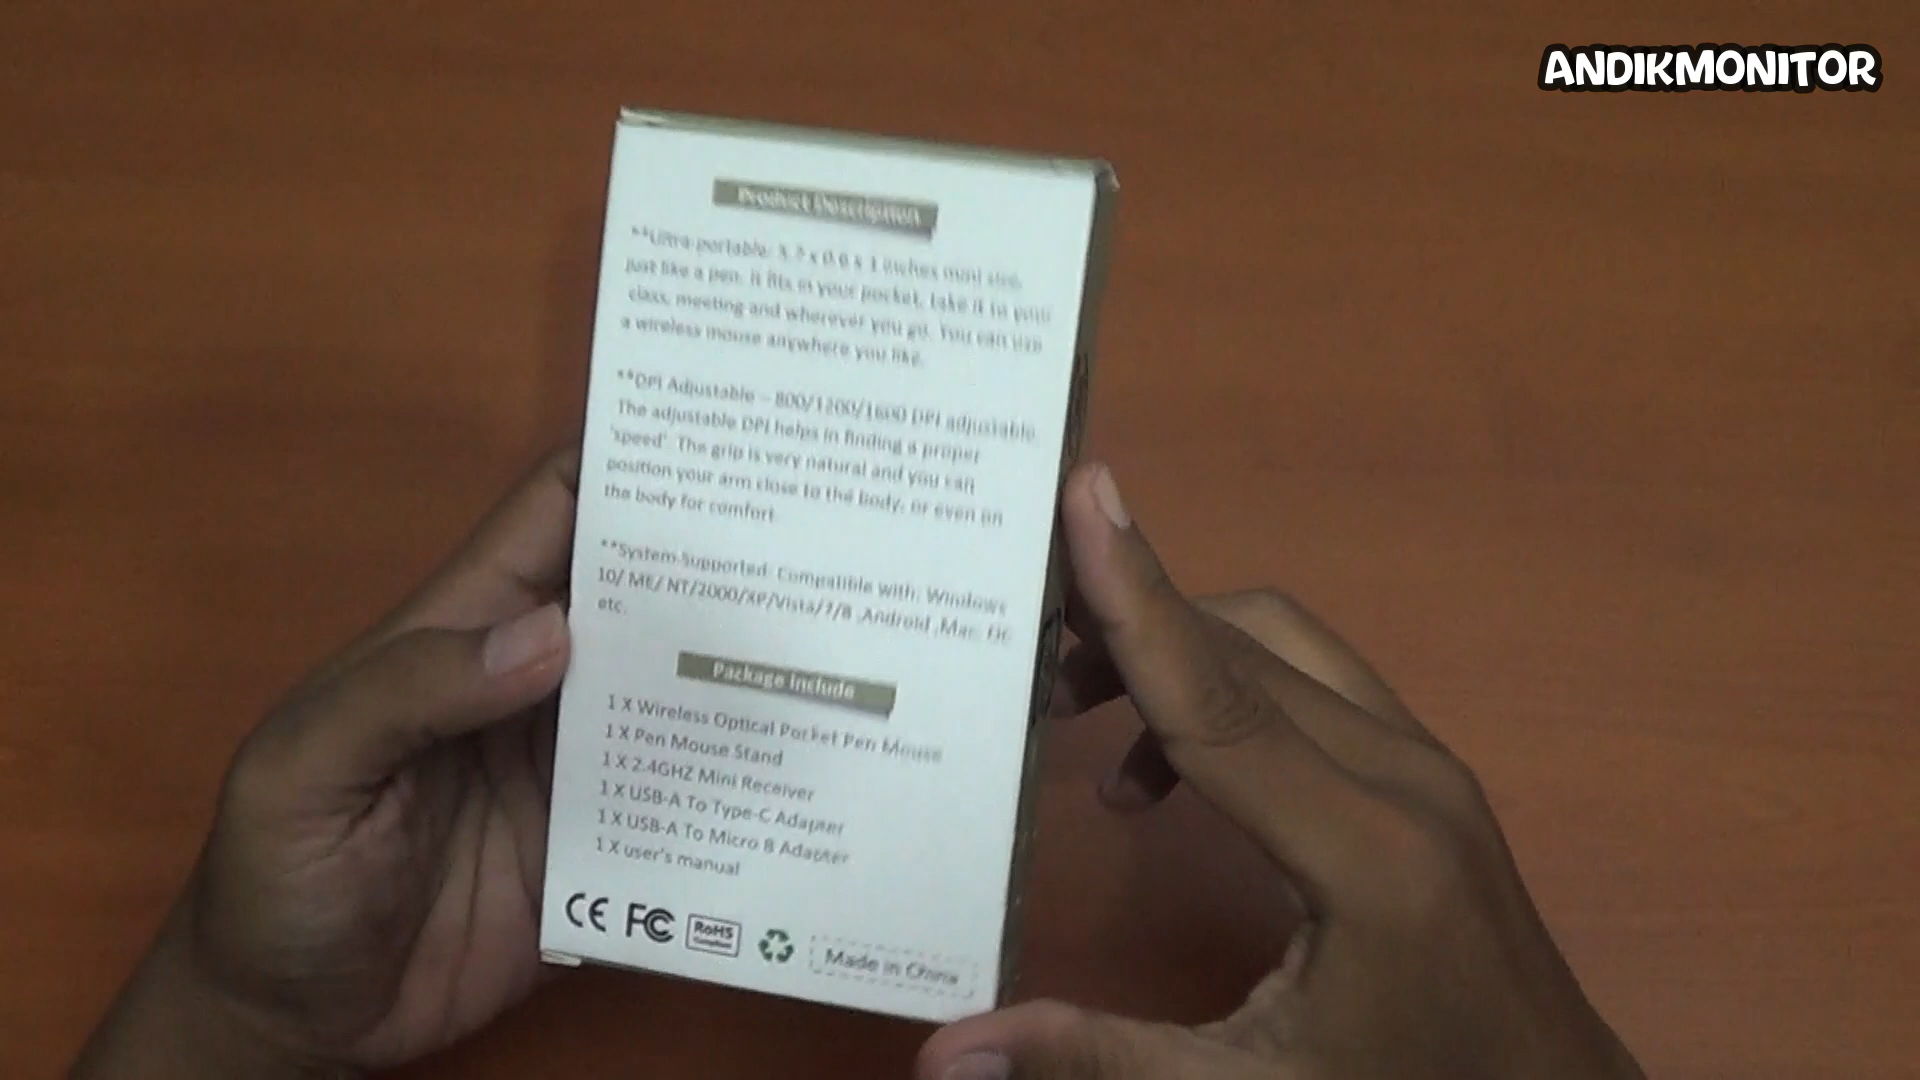 ANDIKMONITOR
Product Description
**Ultra-portable: x 0.6 x 1 inches mini size,
just like a pen, it fits in your pocket, take it to your
class, meeting and wherever you go. You can use
a wireless mouse anywhere you like.
**DPI Adjustable – 800/1200/1600 DPI adjustable.
The adjustable DPI helps in finding a proper
'speed'. The grip is very natural and you can
position your arm close to the body, or even on
the body for comfort.
**System-Supported: Compatible with: Windows
10/ ME/ NT/2000/XP/Vista/7/8 ,Android ,Mac,
etc.
Package Include
1 X Wireless Optical Pocket Pen Mouse
1 X Pen Mouse Stand
1 X 2.4GHZ Mini Receiver
1 X USB-A To Type-C Adapter
1 X USB-A To Micro B Adapter
1 X user's manual
CE FC RoHS Compliant Made in China